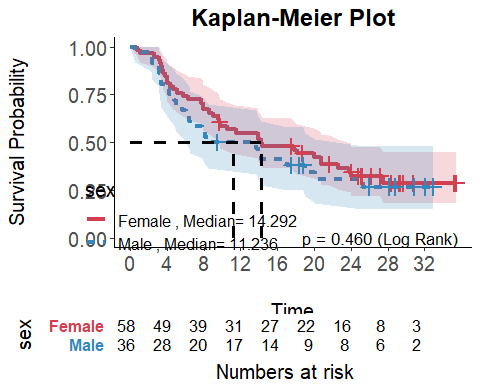 Kaplan-Meier Plot
Survival Probability
1.00
0.75
0.50
0.25
0.00
sex
Female , Median= 14.292
Male , Median= 11.236
p = 0.460 (Log Rank)
0 4 8 12 16 20 24 28 32
Time
sex
Female 58 49 39 31 27 22 16 8 3
Male 36 28 20 17 14 9 8 6 2
Numbers at risk